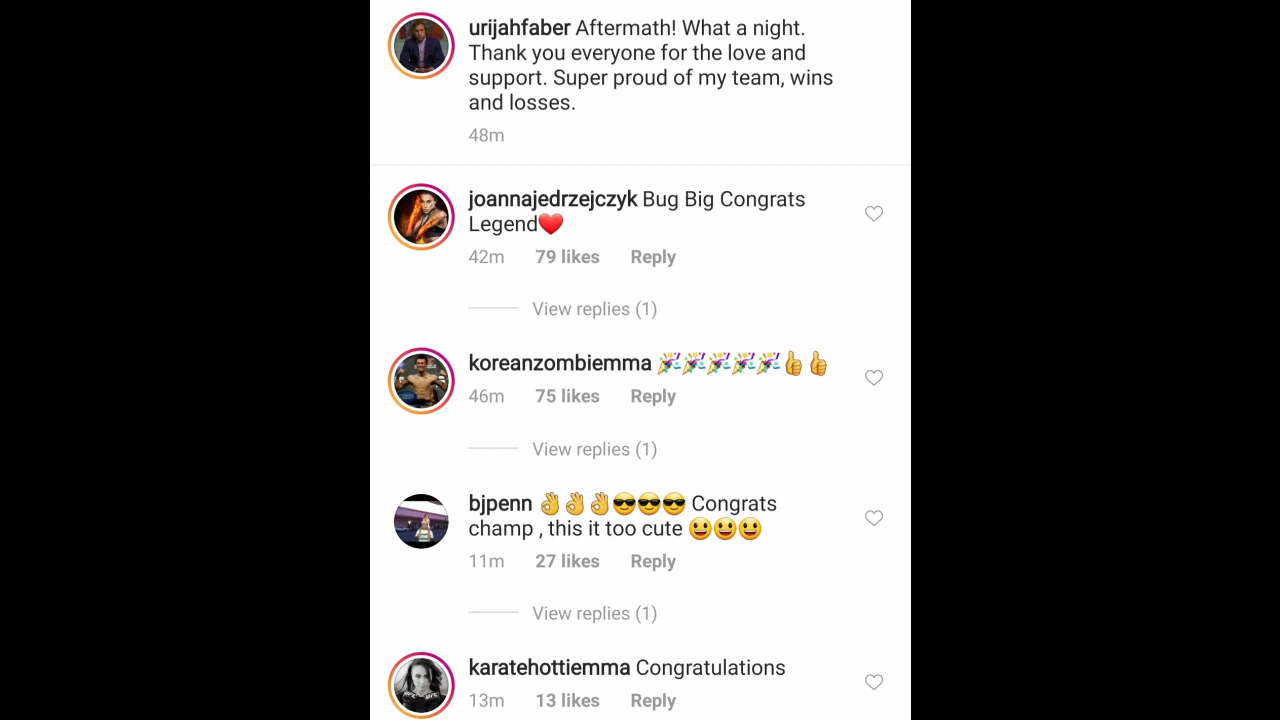 urijahfaber Aftermath! What a night.
Thank you everyone for the love and
support. Super proud of my team, wins
and losses.
48m
joannajedrzejczyk Bug Big Congrats
Legend❤️
42m 79 likes Reply
View replies (1)
koreanzombiemma 🎉🎉🎉🎉🎉👍👍
46m 75 likes Reply
View replies (1)
bjpenn 👌👌👌😎😎😎 Congrats
champ , this it too cute 😀😀😀
11m 27 likes Reply
View replies (1)
karatehottiemma Congratulations
13m 13 likes Reply